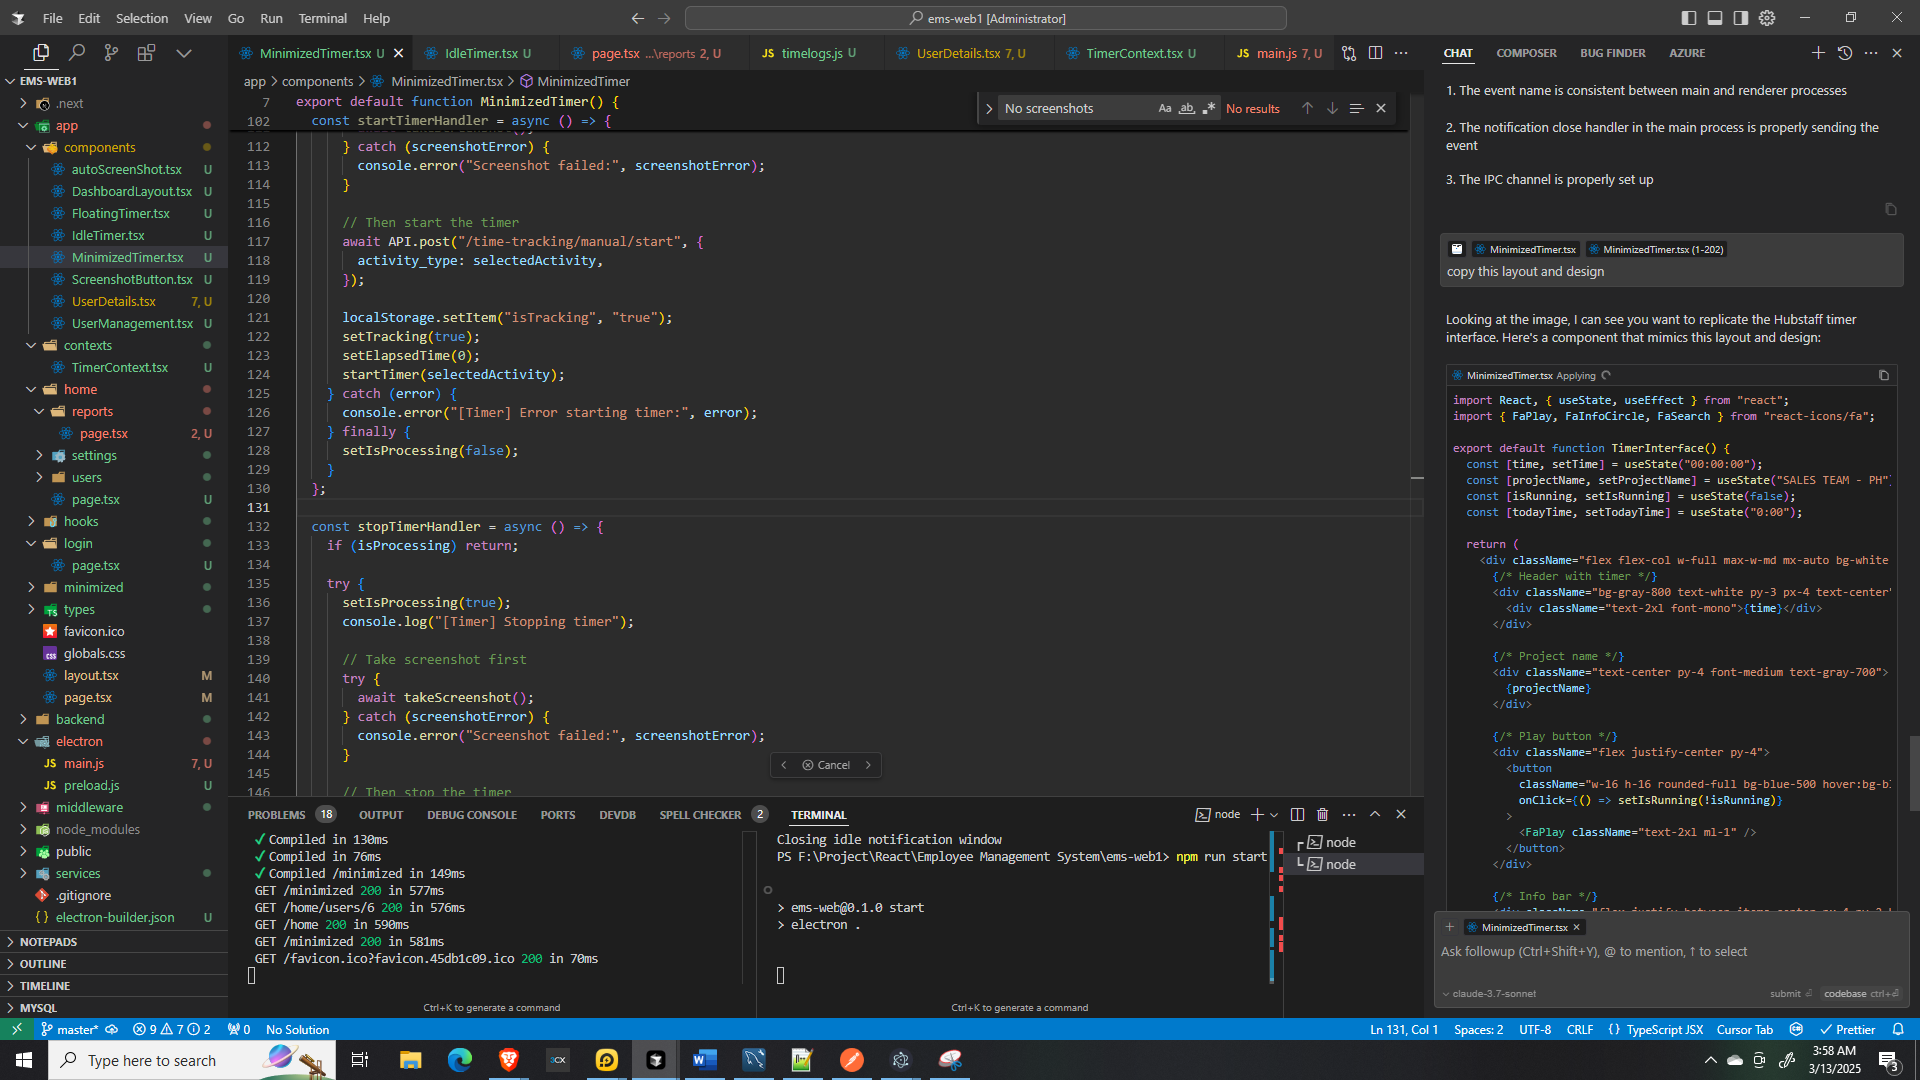 File Edit Selection View Go Run Terminal Help
ems-web1 [Administrator]
EMS-WEB1
.next
app
components
autoScreenShot.tsx U
DashboardLayout.tsx U
FloatingTimer.tsx U
IdleTimer.tsx U
MinimizedTimer.tsx U
ScreenshotButton.tsx U
UserDetails.tsx 7, U
UserManagement.tsx U
contexts
TimerContext.tsx U
home
reports
page.tsx 2, U
settings
users
page.tsx U
hooks
login
page.tsx U
minimized
types
favicon.ico
globals.css
layout.tsx M
page.tsx M
backend
electron
JS main.js 7, U
JS preload.js U
middleware
node_modules
public
services
.gitignore
{} electron-builder.json U
NOTEPADS
OUTLINE
TIMELINE
MYSQL
MinimizedTimer.tsx U IdleTimer.tsx U page.tsx ...\reports 2, U JS timelogs.js U UserDetails.tsx 7, U TimerContext.tsx U JS main.js 7, U
app > components > MinimizedTimer.tsx > MinimizedTimer
No screenshots Aa ab .* No results
7 export default function MinimizedTimer() {
102 const startTimerHandler = async () => {
112 } catch (screenshotError) {
113 console.error("Screenshot failed:", screenshotError);
114 }
115
116 // Then start the timer
117 await API.post("/time-tracking/manual/start", {
118 activity_type: selectedActivity,
119 });
120
121 localStorage.setItem("isTracking", "true");
122 setTracking(true);
123 setElapsedTime(0);
124 startTimer(selectedActivity);
125 } catch (error) {
126 console.error("[Timer] Error starting timer:", error);
127 } finally {
128 setIsProcessing(false);
129 }
130 };
131
132 const stopTimerHandler = async () => {
133 if (isProcessing) return;
134
135 try {
136 setIsProcessing(true);
137 console.log("[Timer] Stopping timer");
138
139 // Take screenshot first
140 try {
141 await takeScreenshot();
142 } catch (screenshotError) {
143 console.error("Screenshot failed:", screenshotError);
144 }
145
146 // Then stop the timer
Cancel
PROBLEMS 18 OUTPUT DEBUG CONSOLE PORTS DEVDB SPELL CHECKER 2 TERMINAL
node
✓ Compiled in 130ms
✓ Compiled in 76ms
✓ Compiled /minimized in 149ms
GET /minimized 200 in 577ms
GET /home/users/6 200 in 576ms
GET /home 200 in 590ms
GET /minimized 200 in 581ms
GET /favicon.ico?favicon.45db1c09.ico 200 in 70ms
Ctrl+K to generate a command
Closing idle notification window
PS F:\Project\React\Employee Management System\ems-web1> npm run start
> ems-web@0.1.0 start
> electron .
Ctrl+K to generate a command
node
node
CHAT COMPOSER BUG FINDER AZURE
1. The event name is consistent between main and renderer processes
2. The notification close handler in the main process is properly sending the
event
3. The IPC channel is properly set up
MinimizedTimer.tsx MinimizedTimer.tsx (1-202)
copy this layout and design
Looking at the image, I can see you want to replicate the Hubstaff timer
interface. Here's a component that mimics this layout and design:
MinimizedTimer.tsx Applying
import React, { useState, useEffect } from "react";
import { FaPlay, FaInfoCircle, FaSearch } from "react-icons/fa";
export default function TimerInterface() {
const [time, setTime] = useState("00:00:00");
const [projectName, setProjectName] = useState("SALES TEAM - PH"
const [isRunning, setIsRunning] = useState(false);
const [todayTime, setTodayTime] = useState("0:00");
return (
<div className="flex flex-col w-full max-w-md mx-auto bg-white
{/* Header with timer */}
<div className="bg-gray-800 text-white py-3 px-4 text-center"
<div className="text-2xl font-mono">{time}</div>
</div>
{/* Project name */}
<div className="text-center py-4 font-medium text-gray-700">
{projectName}
</div>
{/* Play button */}
<div className="flex justify-center py-4">
<button
className="w-16 h-16 rounded-full bg-blue-500 hover:bg-bl
onClick={() => setIsRunning(!isRunning)}
>
<FaPlay className="text-2xl ml-1" />
</button>
</div>
{/* Info bar */}
MinimizedTimer.tsx
Ask followup (Ctrl+Shift+Y), @ to mention, ↑ to select
claude-3.7-sonnet submit codebase ctrl+⏎
master* 9 7 2 0 No Solution
Ln 131, Col 1 Spaces: 2 UTF-8 CRLF {} TypeScript JSX Cursor Tab Prettier
Type here to search
3:58 AM
3/13/2025
3